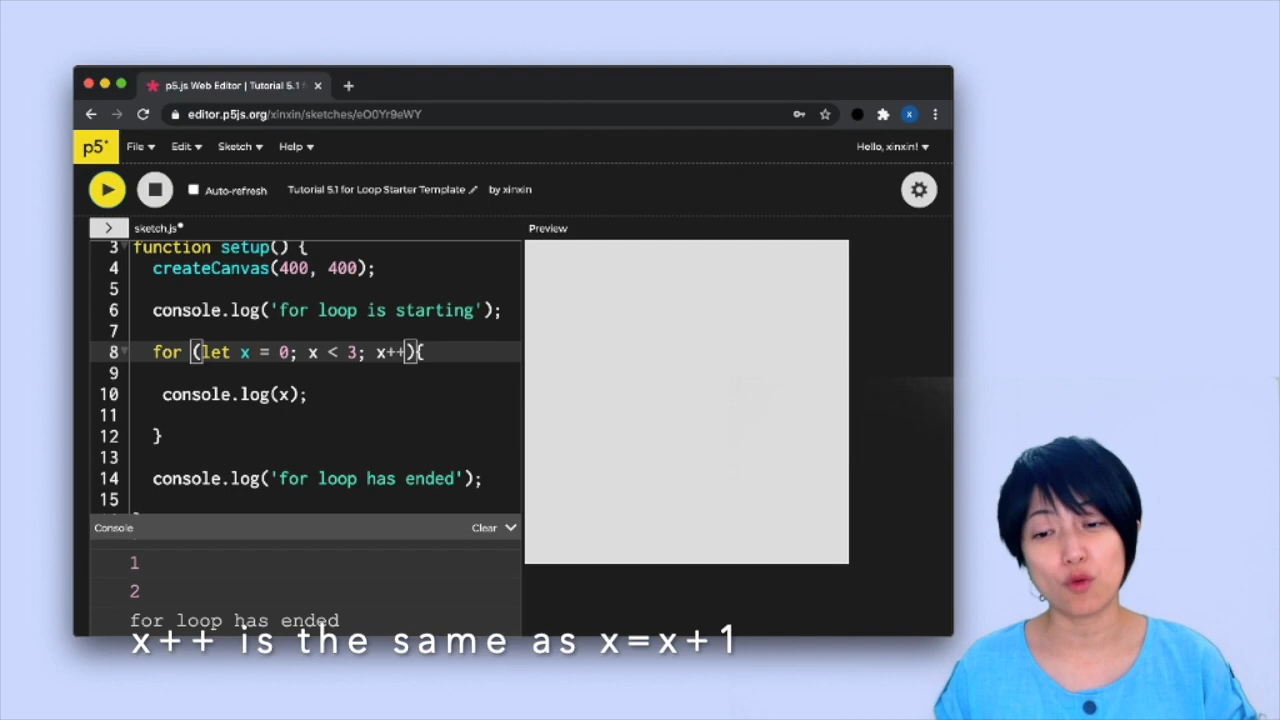 p5.js Web Editor | Tutorial 5.1
editor.p5js.org/xinxin/sketches/eO0Yr9eWY
x
p5* File Edit Sketch Help Hello, xinxin!
Auto-refresh Tutorial 5.1 for Loop Starter Template by xinxin
sketch.js Preview
3 function setup() {
4 createCanvas(400, 400);
5
6 console.log('for loop is starting');
7
8 for (let x = 0; x < 3; x++){
9
10 console.log(x);
11
12 }
13
14 console.log('for loop has ended');
15
Console Clear
1
2
for loop has ended
x++ is the same as x=x+1